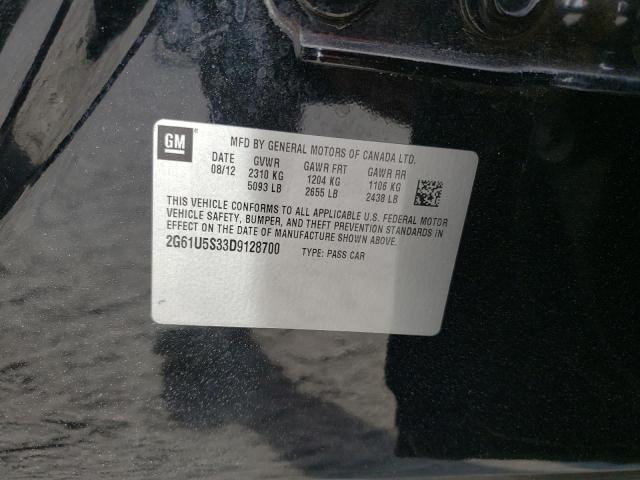 GM ® MFD BY GENERAL MOTORS OF CANADA LTD.
DATE GVWR GAWR FRT GAWR RR
08/12 2310 KG 1204 KG 1106 KG
5093 LB 2655 LB 2438 LB
THIS VEHICLE CONFORMS TO ALL APPLICABLE U.S. FEDERAL MOTOR
VEHICLE SAFETY, BUMPER, AND THEFT PREVENTION STANDARDS IN
EFFECT ON THE DATE OF MANUFACTURE SHOWN ABOVE.
2G61U5S33D9128700 TYPE: PASS CAR